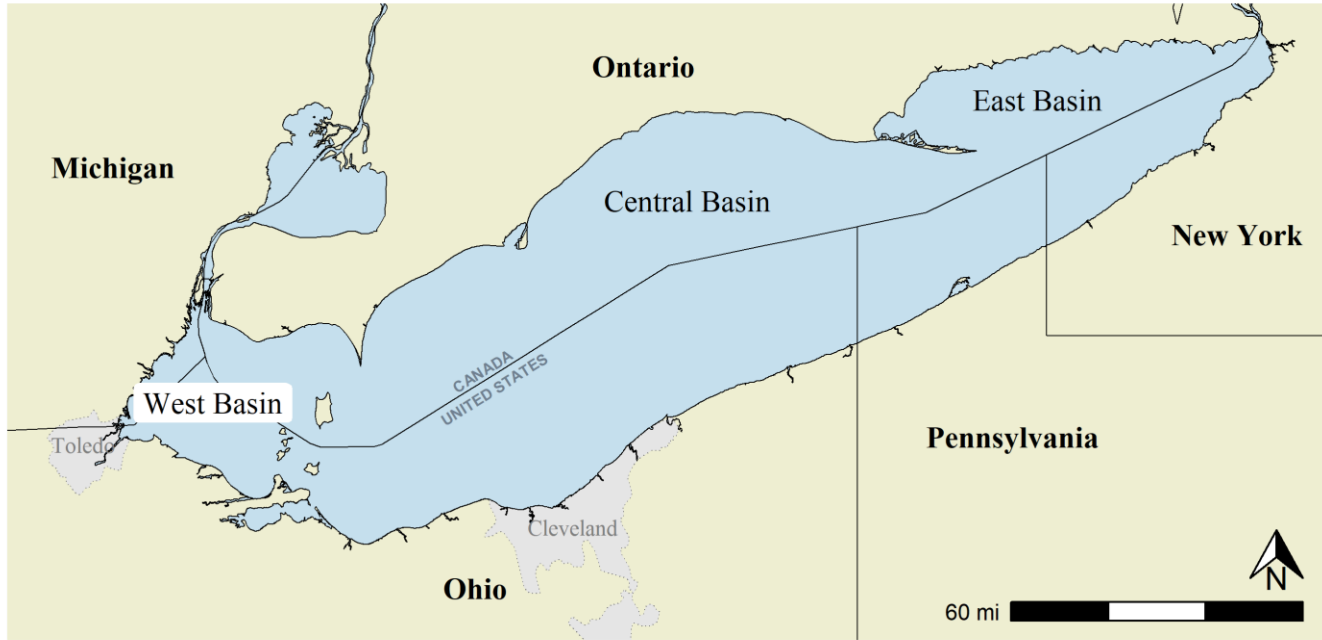 Ontario
East Basin
Michigan
Central Basin
New York
CANADA
UNITED STATES
West Basin
Toledo
Pennsylvania
Cleveland
Ohio
N
60 mi